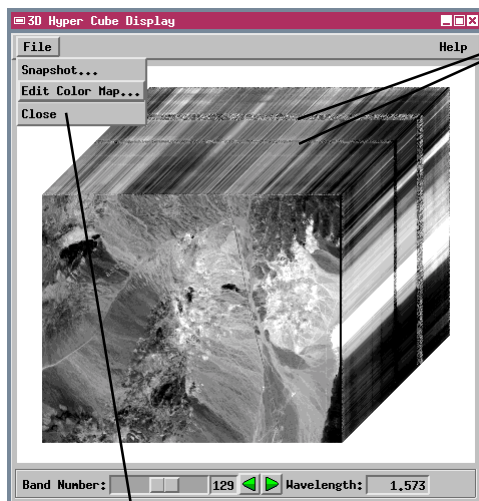 3D Hyper Cube Display
File Help
Snapshot...
Edit Color Map...
Close
Band Number: 129 Wavelength: 1.573